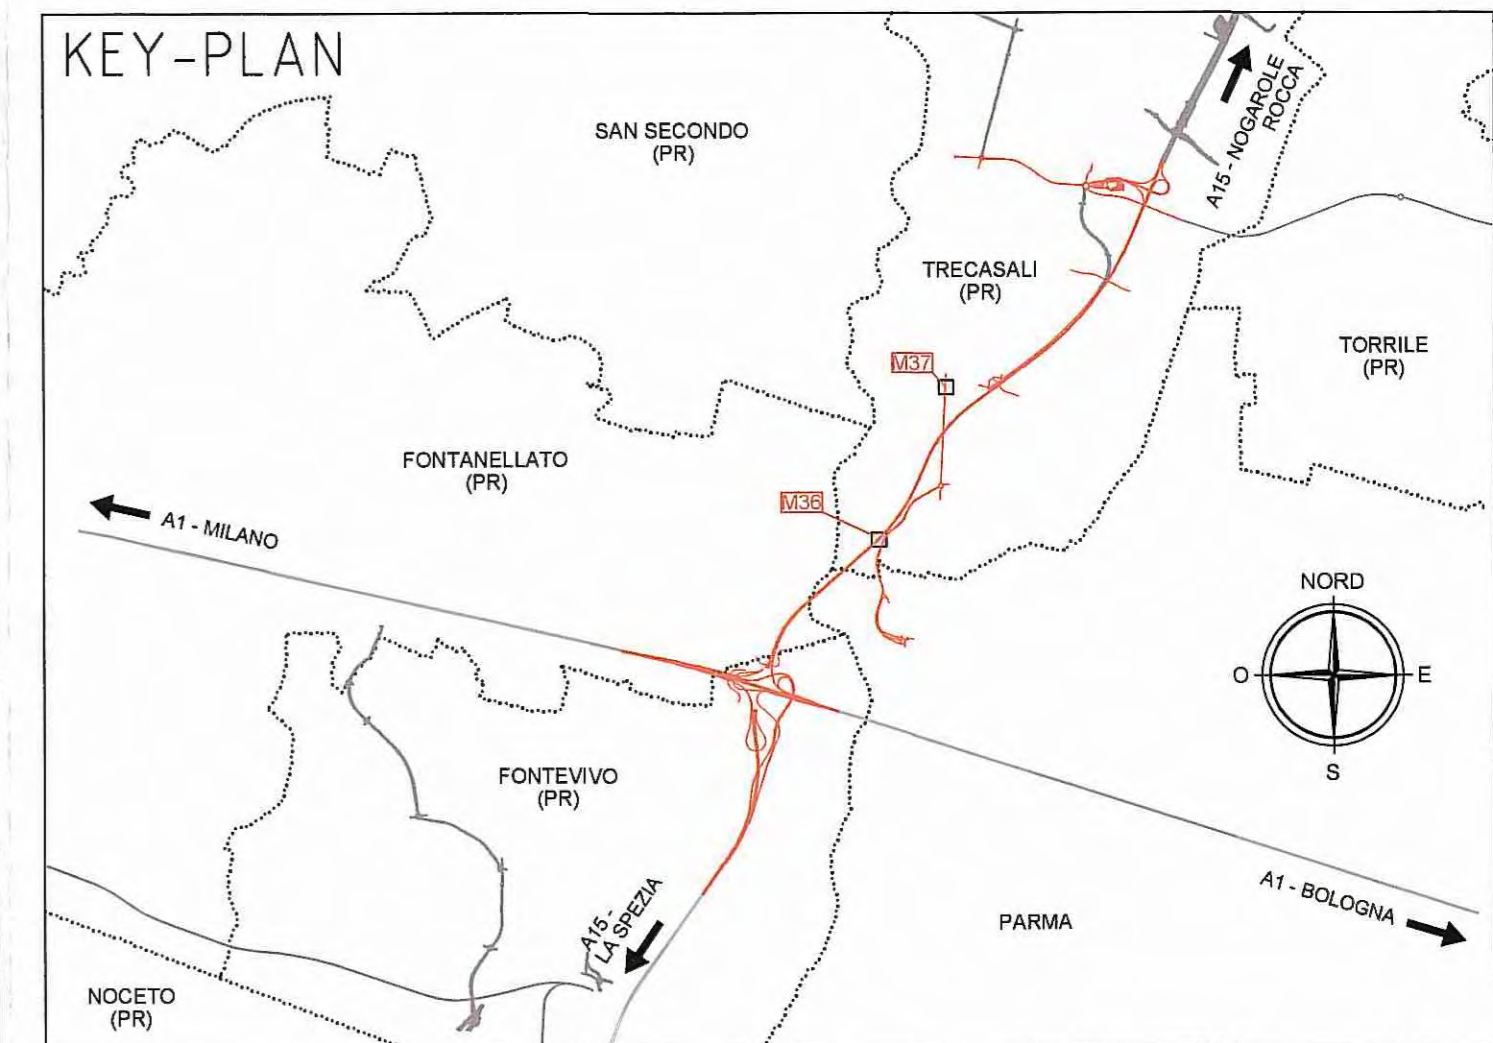 KEY-PLAN
SAN SECONDO
(PR)
A15 - NOGAROLE
ROCCA
TRECASALI
(PR)
TORRILE
(PR)
M37
FONTANELLATO
(PR)
M36
A1 - MILANO
NORD
O
E
S
FONTEVIVO
(PR)
A15 -
LA SPEZIA
A1 - BOLOGNA
PARMA
NOCETO
(PR)